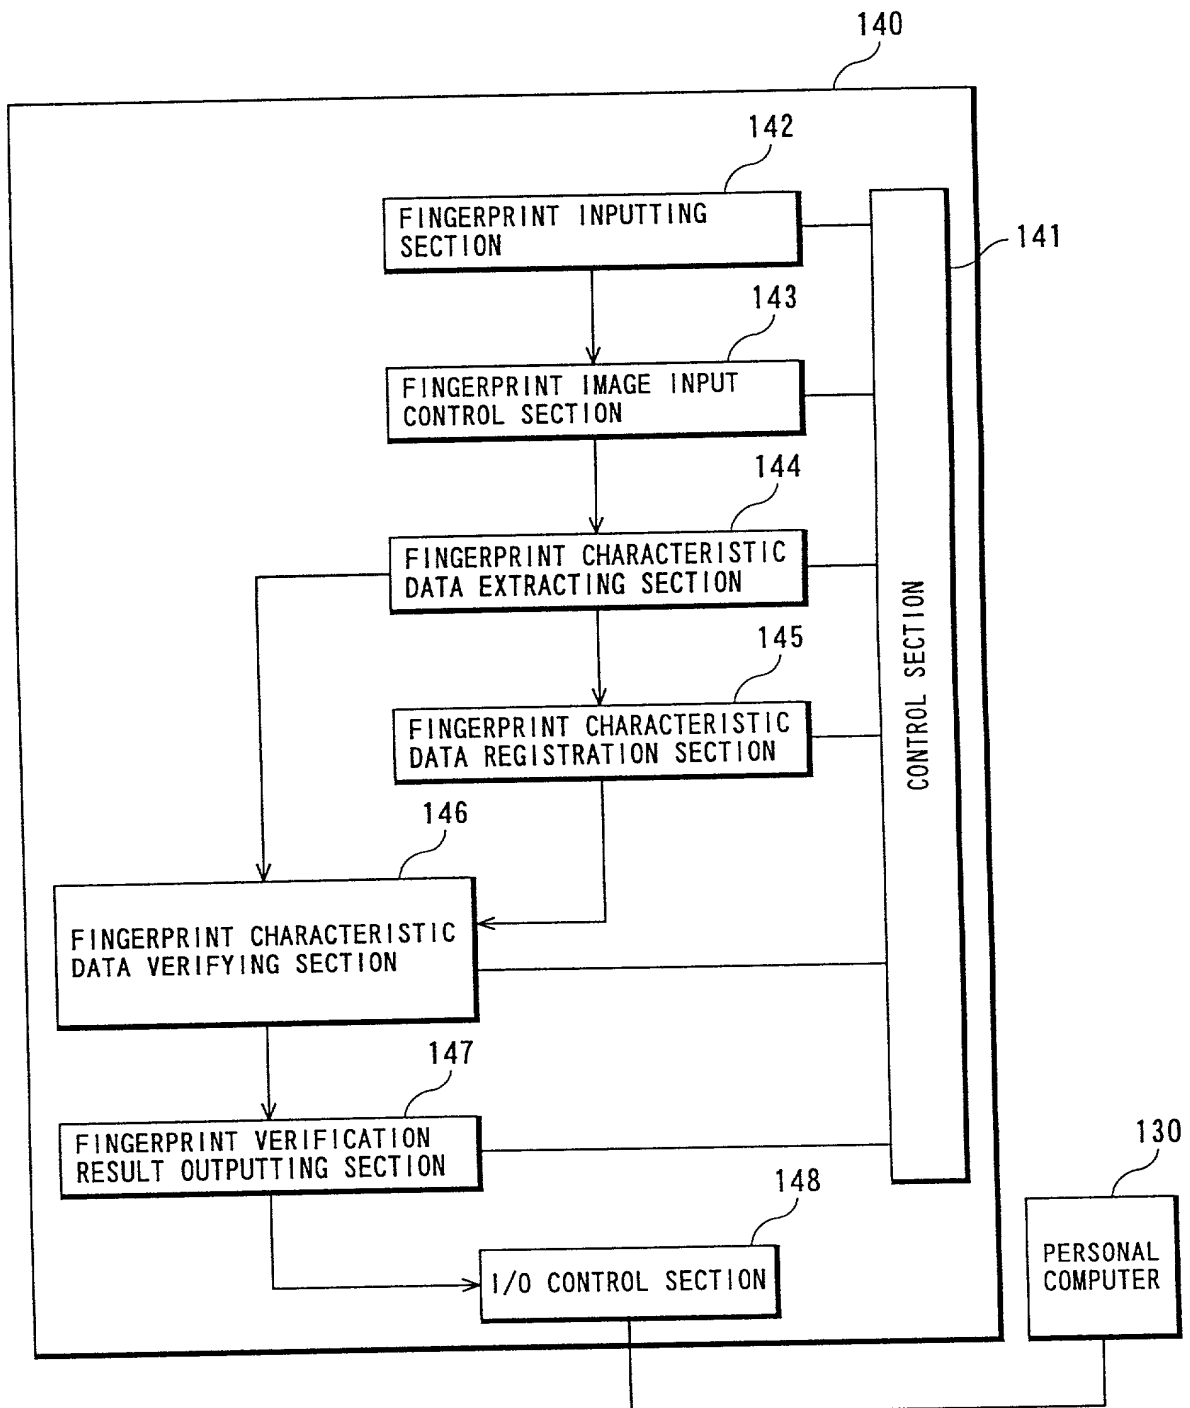 140
142
FINGERPRINT INPUTTING
SECTION
141
143
FINGERPRINT IMAGE INPUT
CONTROL SECTION
144
FINGERPRINT CHARACTERISTIC
DATA EXTRACTING SECTION
CONTROL SECTION
145
FINGERPRINT CHARACTERISTIC
DATA REGISTRATION SECTION
146
FINGERPRINT CHARACTERISTIC
DATA VERIFYING SECTION
147
FINGERPRINT VERIFICATION
RESULT OUTPUTTING SECTION
130
148
PERSONAL
COMPUTER
I/O CONTROL SECTION